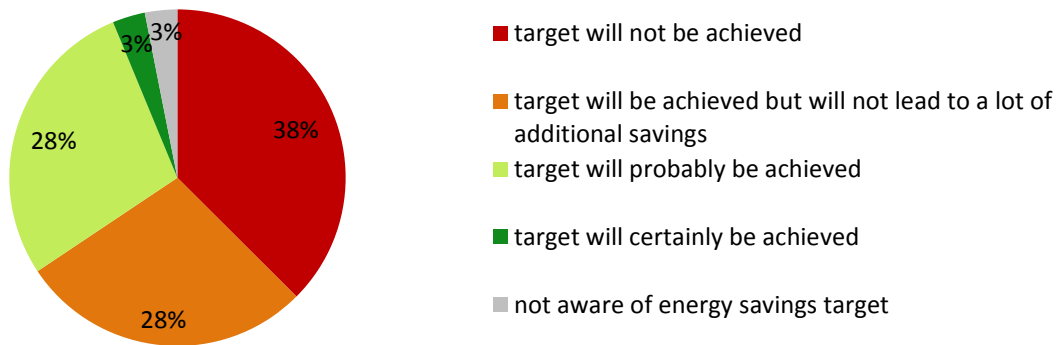 3%
3%
target will not be achieved
38%
target will be achieved but will not lead to a lot of
additional savings
28%
target will probably be achieved
target will certainly be achieved
not aware of energy savings target
28%